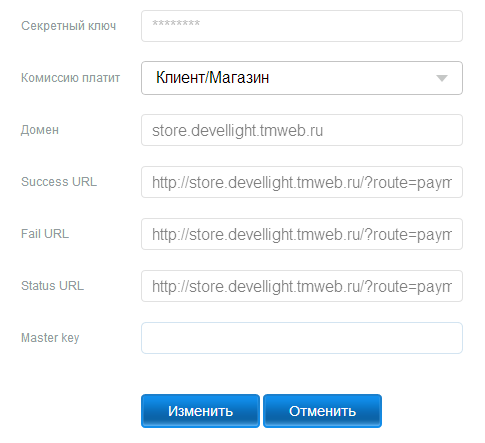 Секретный ключ ********
Комиссию платит Клиент/Магазин
Домен store.devellight.tmweb.ru
Success URL http://store.devellight.tmweb.ru/?route=paym
Fail URL http://store.devellight.tmweb.ru/?route=paym
Status URL http://store.devellight.tmweb.ru/?route=paym
Master key
Изменить Отменить